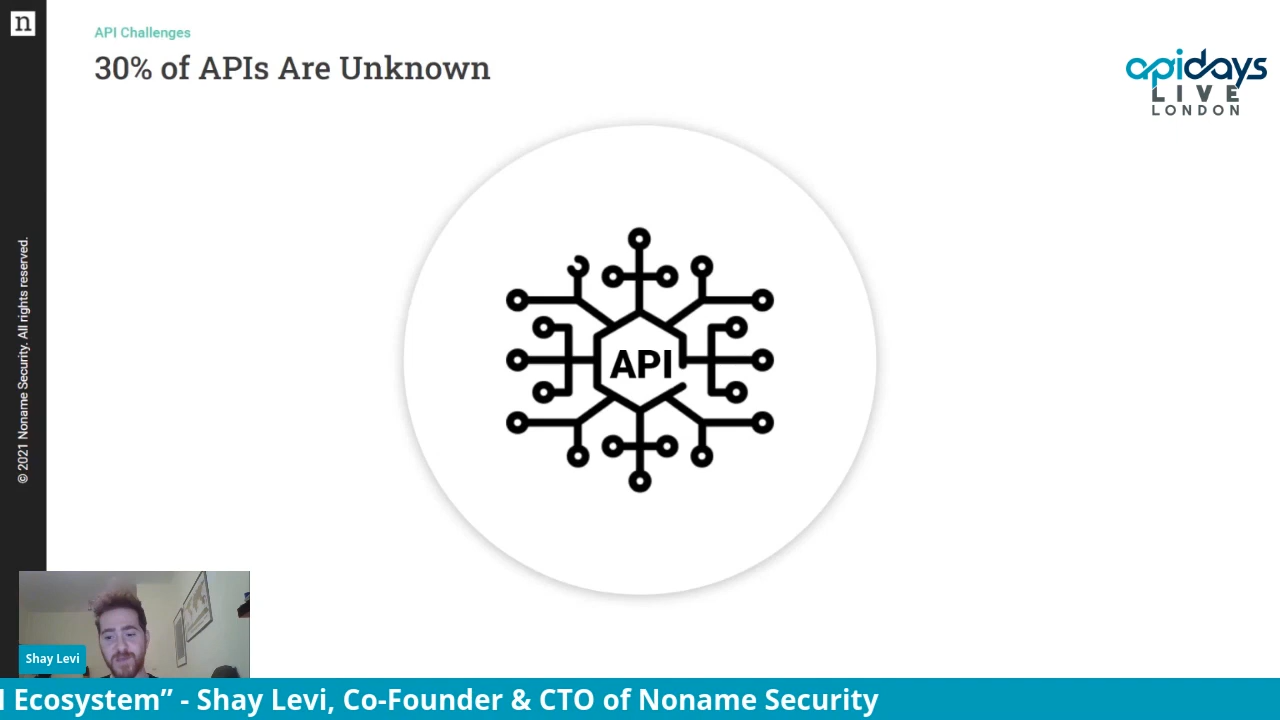 n
API Challenges
30% of APIs Are Unknown
apidays
LIVE
LONDON
API
© 2021 Noname Security. All rights reserved.
Shay Levi
Ecosystem” - Shay Levi, Co-Founder & CTO of Noname Security